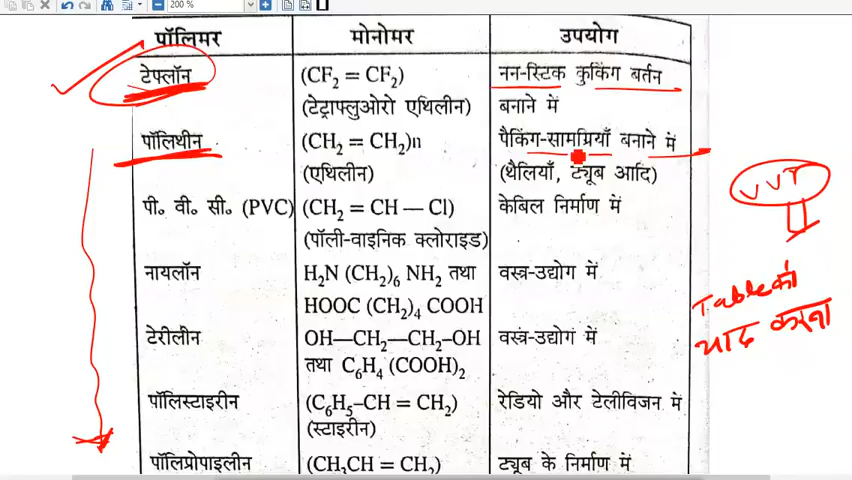 200 %
पॉलिमर मोनोमर उपयोग
टेफ्लॉन (CF₂ = CF₂) नन-स्टिक कुकिंग बर्तन
(टेट्राफ्लुओरो एथिलीन) बनाने में
पॉलिथीन (CH₂ = CH₂)n पैकिंग-सामग्रियाँ बनाने में
(एथिलीन) (थैलियाँ, ट्यूब आदि)
पी० वी० सी० (PVC) (CH₂ = CH — Cl) केबिल निर्माण में
(पॉली-वाइनिक क्लोराइड)
नायलॉन H₂N (CH₂)₆ NH₂ तथा वस्त्र-उद्योग में
HOOC (CH₂)₄ COOH
टेरीलीन OH—CH₂—CH₂–OH वस्त्र-उद्योग में
तथा C₆H₄ (COOH)₂
पॉलिस्टाइरीन (C₆H₅–CH = CH₂) रेडियो और टेलीविजन में
(स्टाइरीन)
पॉलिप्रोपाइलीन (CH₃CH = CH₂) ट्यूब के निर्माण में
VVI
Table को
याद करना